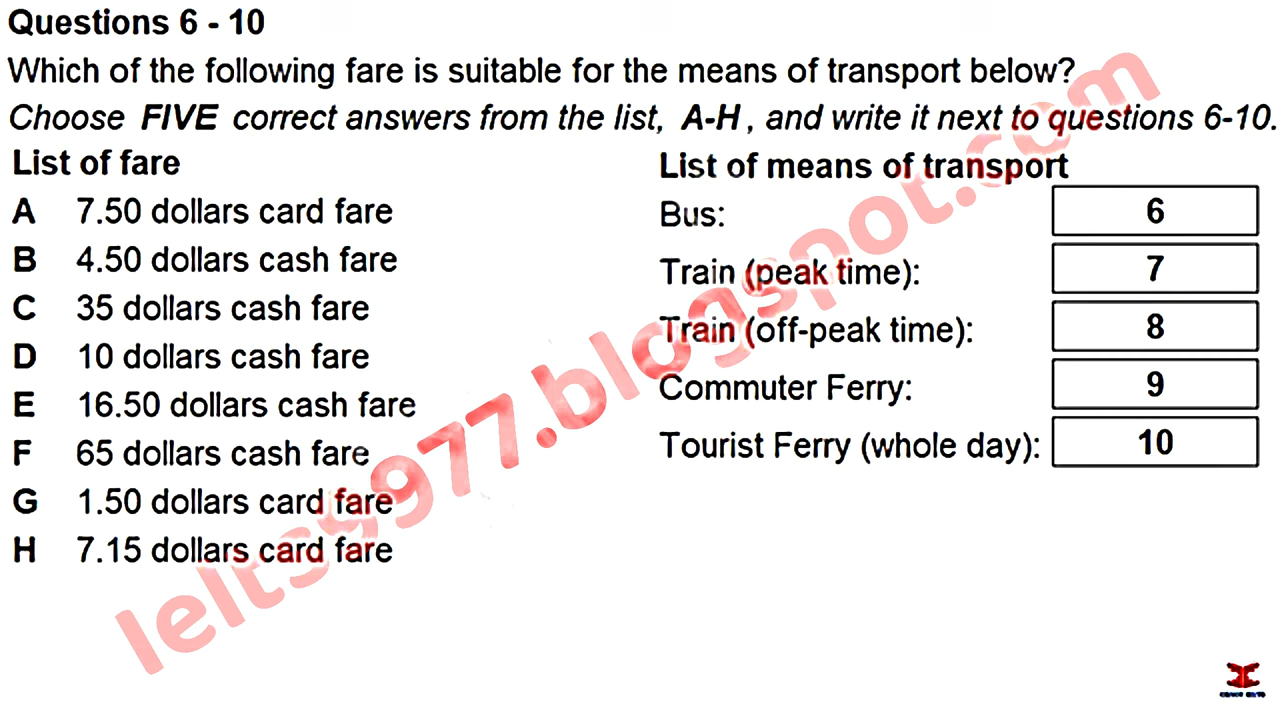 Questions 6 - 10
Which of the following fare is suitable for the means of transport below?
Choose FIVE correct answers from the list, A-H, and write it next to questions 6-10.
List of fare
A 7.50 dollars card fare
B 4.50 dollars cash fare
C 35 dollars cash fare
D 10 dollars cash fare
E 16.50 dollars cash fare
F 65 dollars cash fare
G 1.50 dollars card fare
H 7.15 dollars card fare
List of means of transport
Bus: 6
Train (peak time): 7
Train (off-peak time): 8
Commuter Ferry: 9
Tourist Ferry (whole day): 10
Ielts9977.blogspot.com